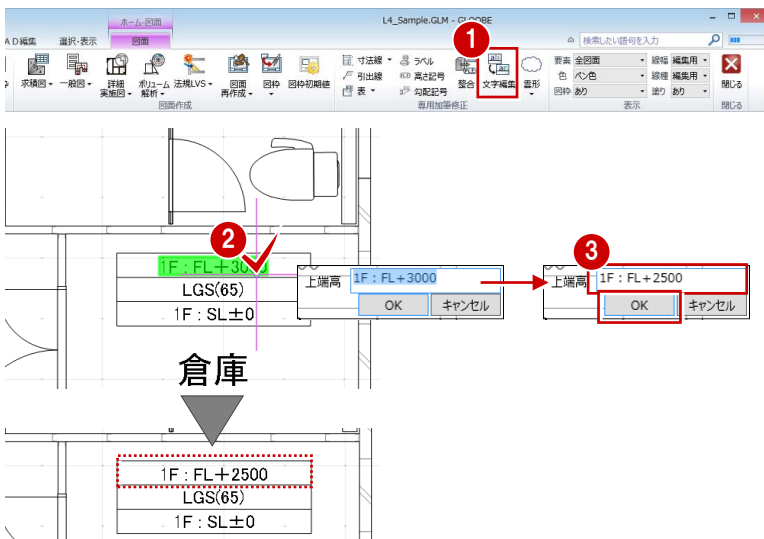 ホーム-図面
L4_Sample.GLM - GLOOBE
AD編集 選択・表示 図面
検索したい語句を入力
1
求積図 一般図 詳細実施図 ボリューム解析 法規LVS 図面再作成 図枠 図枠初期値
寸法線 ラベル
引出線 高さ記号
表 勾配記号
整合 文字編集 雲形
要素 全図面 線幅 編集用
色 ペン色 線種 編集用
図枠 あり 塗り あり
閉じる
図面作成 専用加筆修正 表示 閉じる
2
3
1F:FL+3000
LGS(65)
1F:SL±0
上端高 1F:FL+3000
OK キャンセル
上端高 1F:FL+2500
OK キャンセル
倉庫
1F:FL+2500
LGS(65)
1F:SL±0